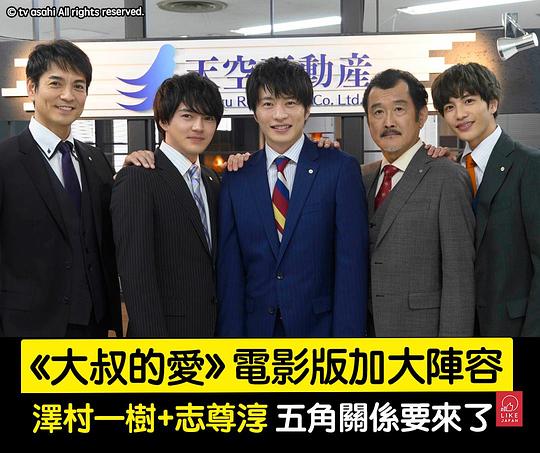 © tv asahi All rights reserved.
天空不動産
Co.Ltd.
《大叔的愛》電影版加大陣容
澤村一樹+志尊淳 五角關係要來了
LIKE
JAPAN